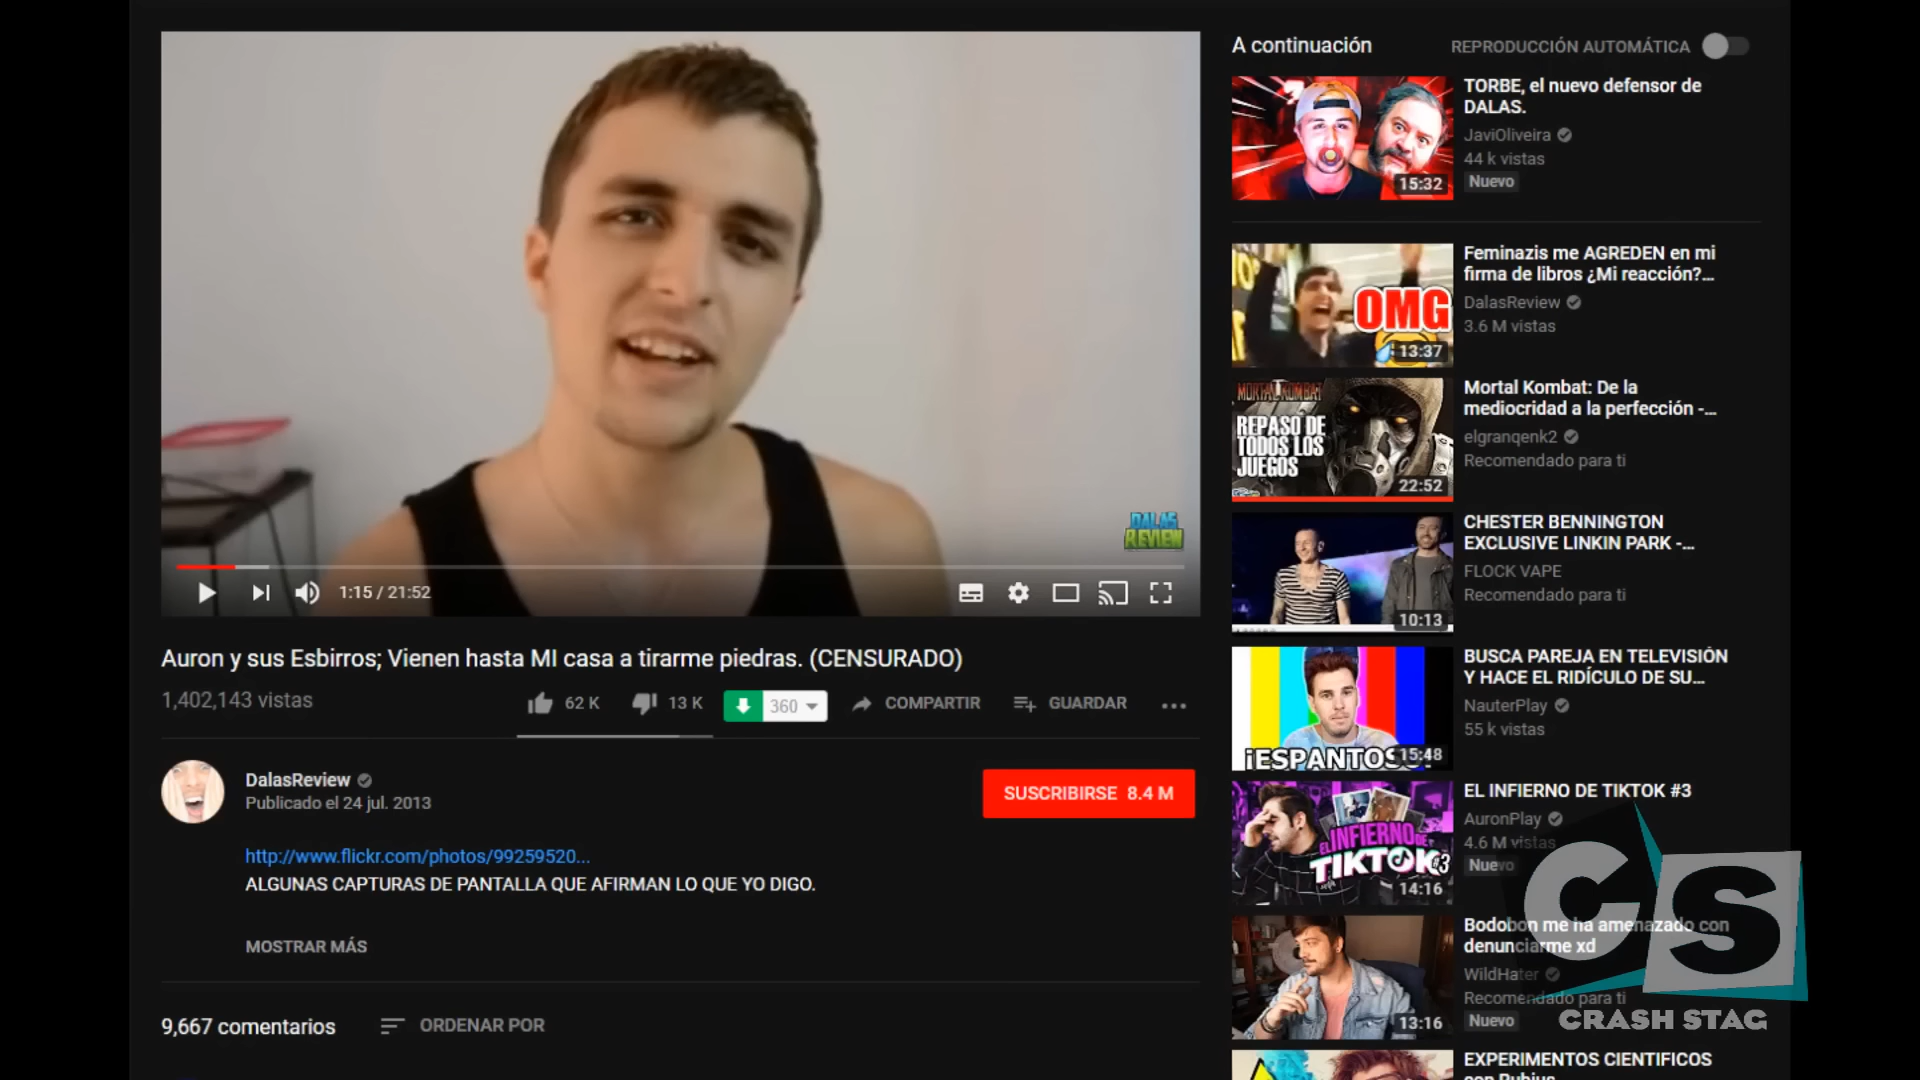 DALAS
REVIEW
1:15 / 21:52
Auron y sus Esbirros; Vienen hasta MI casa a tirarme piedras. (CENSURADO)
1,402,143 vistas
62 K
13 K
360
COMPARTIR
GUARDAR
DalasReview
Publicado el 24 jul. 2013
SUSCRIBIRSE 8.4 M
http://www.flickr.com/photos/99259520...
ALGUNAS CAPTURAS DE PANTALLA QUE AFIRMAN LO QUE YO DIGO.
MOSTRAR MÁS
9,667 comentarios
ORDENAR POR
A continuación
REPRODUCCIÓN AUTOMÁTICA
15:32
TORBE, el nuevo defensor de
DALAS.
JaviOliveira
44 k vistas
Nuevo
OMG
13:37
Feminazis me AGREDEN en mi
firma de libros ¿Mi reacción?...
DalasReview
3.6 M vistas
MORTAL KOMBAT
REPASO DE
TODOS LOS
JUEGOS
22:52
Mortal Kombat: De la
mediocridad a la perfección -...
elgranqenk2
Recomendado para ti
10:13
CHESTER BENNINGTON
EXCLUSIVE LINKIN PARK -...
FLOCK VAPE
Recomendado para ti
15:48
BUSCA PAREJA EN TELEVISIÓN
Y HACE EL RIDÍCULO DE SU...
NauterPlay
55 k vistas
EL INFIERNO DE
TIKTOK #3
14:16
EL INFIERNO DE TIKTOK #3
AuronPlay
4.6 M vistas
Nuevo
13:16
Bodobon me ha amenazado con
denunciarme xd
WildHater
Recomendado para ti
Nuevo
EXPERIMENTOS CIENTIFICOS
CS
CRASH STAG